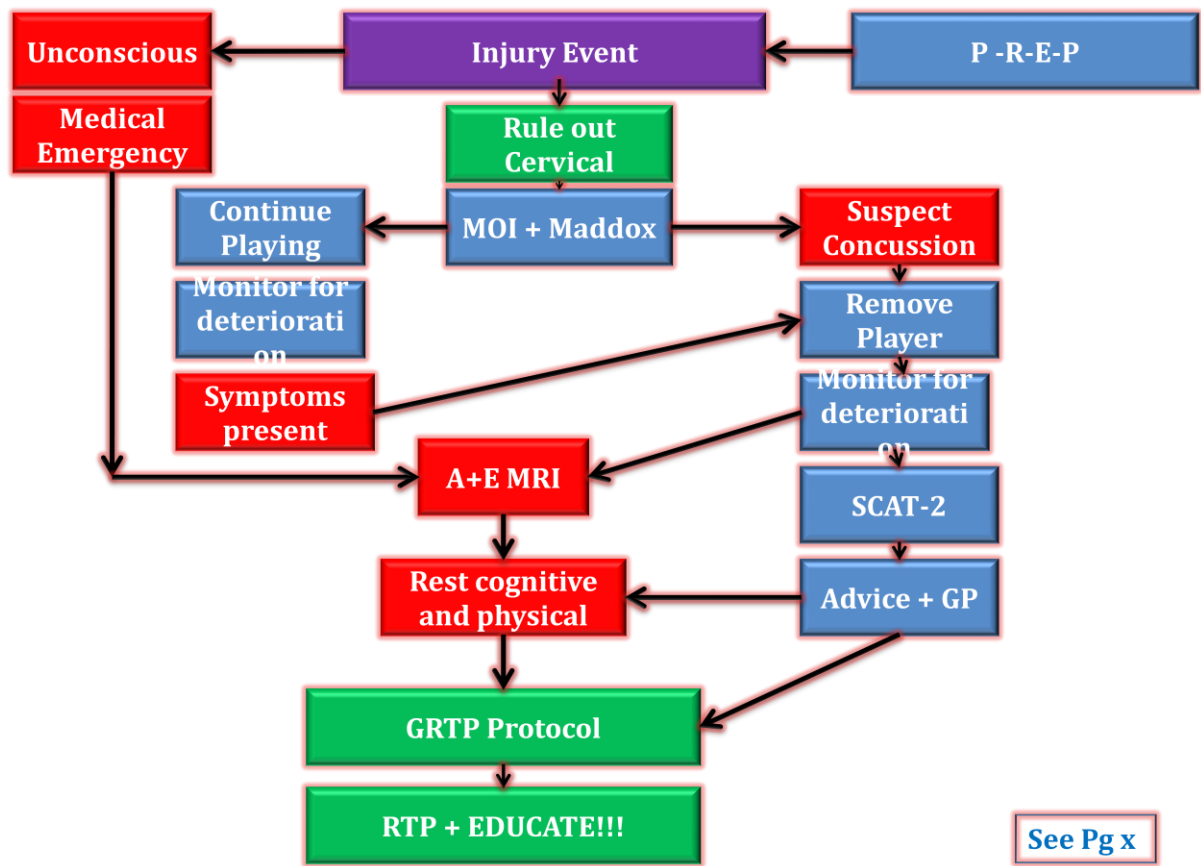 Unconscious
Injury Event
P -R-E-P
Medical
Emergency
Rule out
Cervical
Continue
Playing
MOI + Maddox
Suspect
Concussion
Monitor for
deteriorati
on
Remove
Player
Symptoms
present
Monitor for
deteriorati
on
A+E MRI
SCAT-2
Rest cognitive
and physical
Advice + GP
GRTP Protocol
RTP + EDUCATE!!!
See Pg x